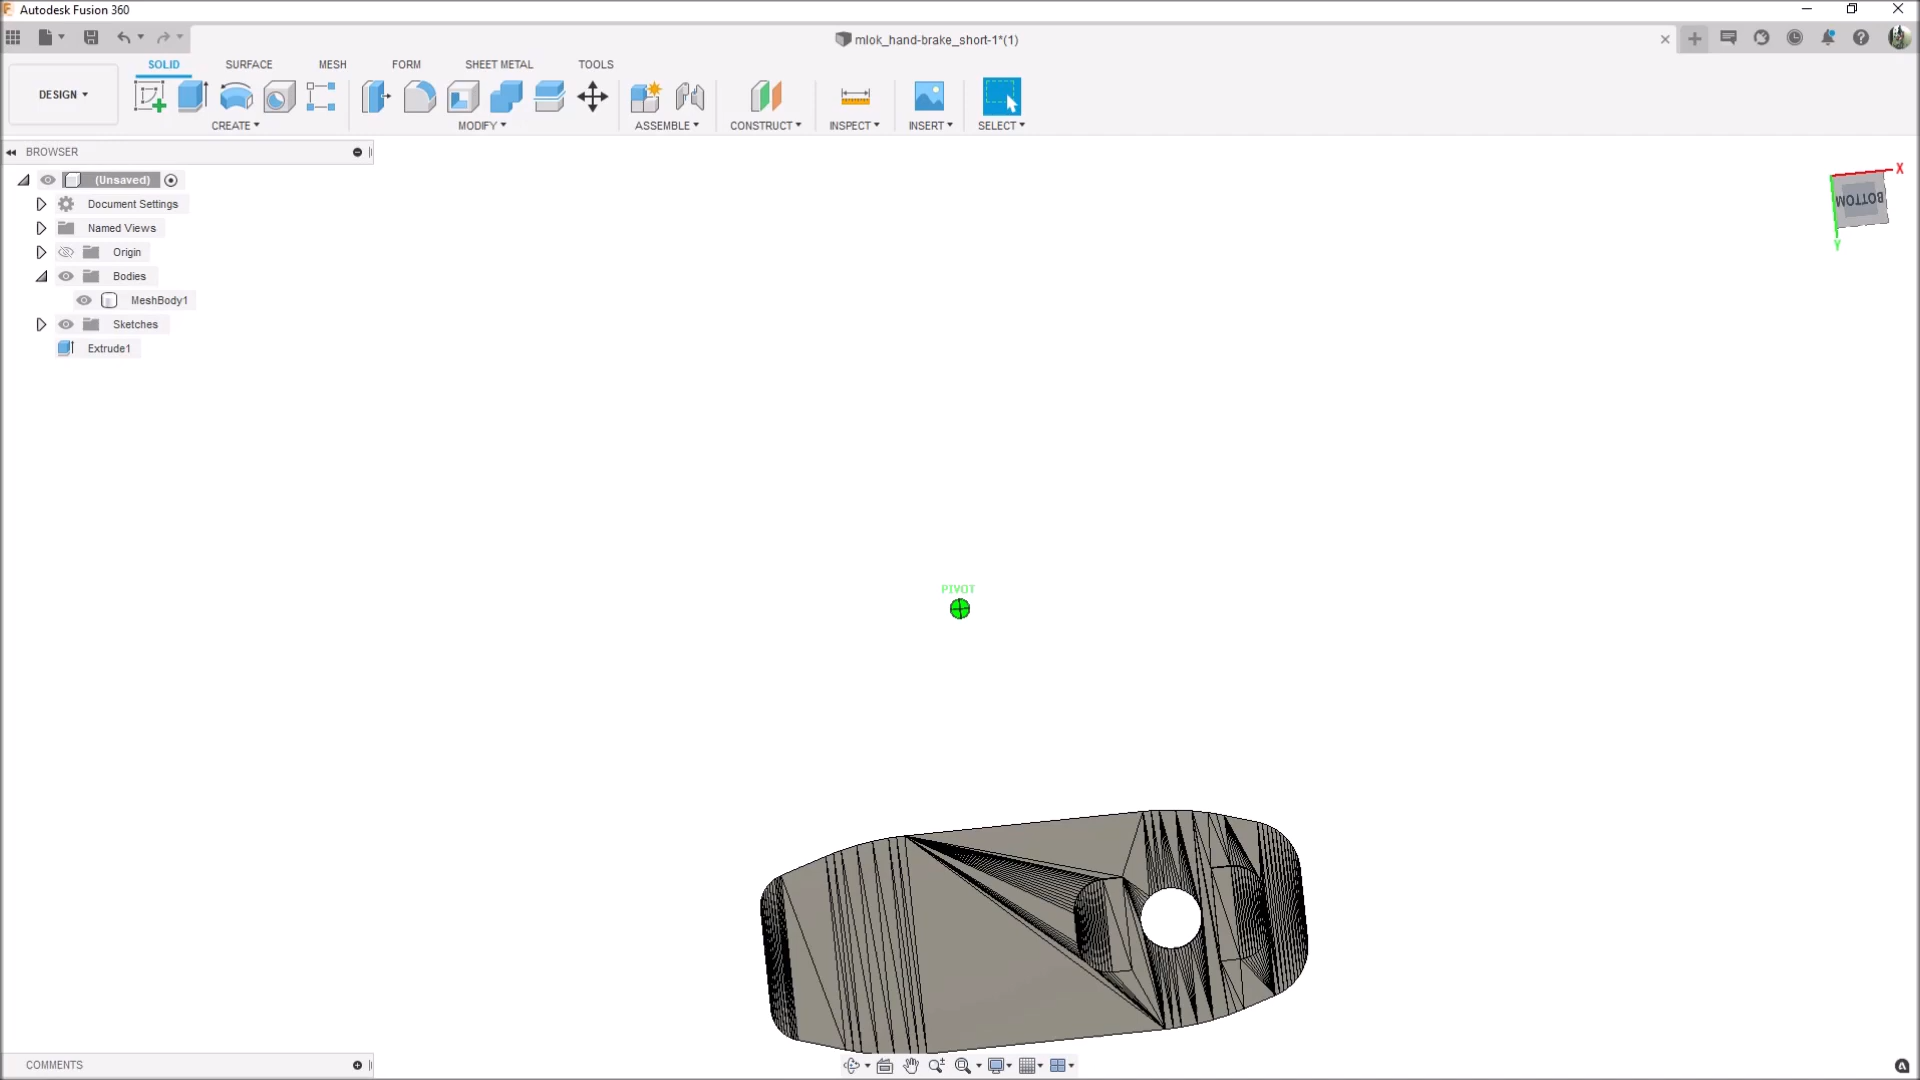 Autodesk Fusion 360
mlok_hand-brake_short-1*(1)
SOLID SURFACE MESH FORM SHEET METAL TOOLS
DESIGN
CREATE MODIFY ASSEMBLE CONSTRUCT INSPECT INSERT SELECT
BROWSER
(Unsaved)
Document Settings
Named Views
Origin
Bodies
MeshBody1
Sketches
Extrude1
X
BOTTOM
Y
PIVOT
COMMENTS